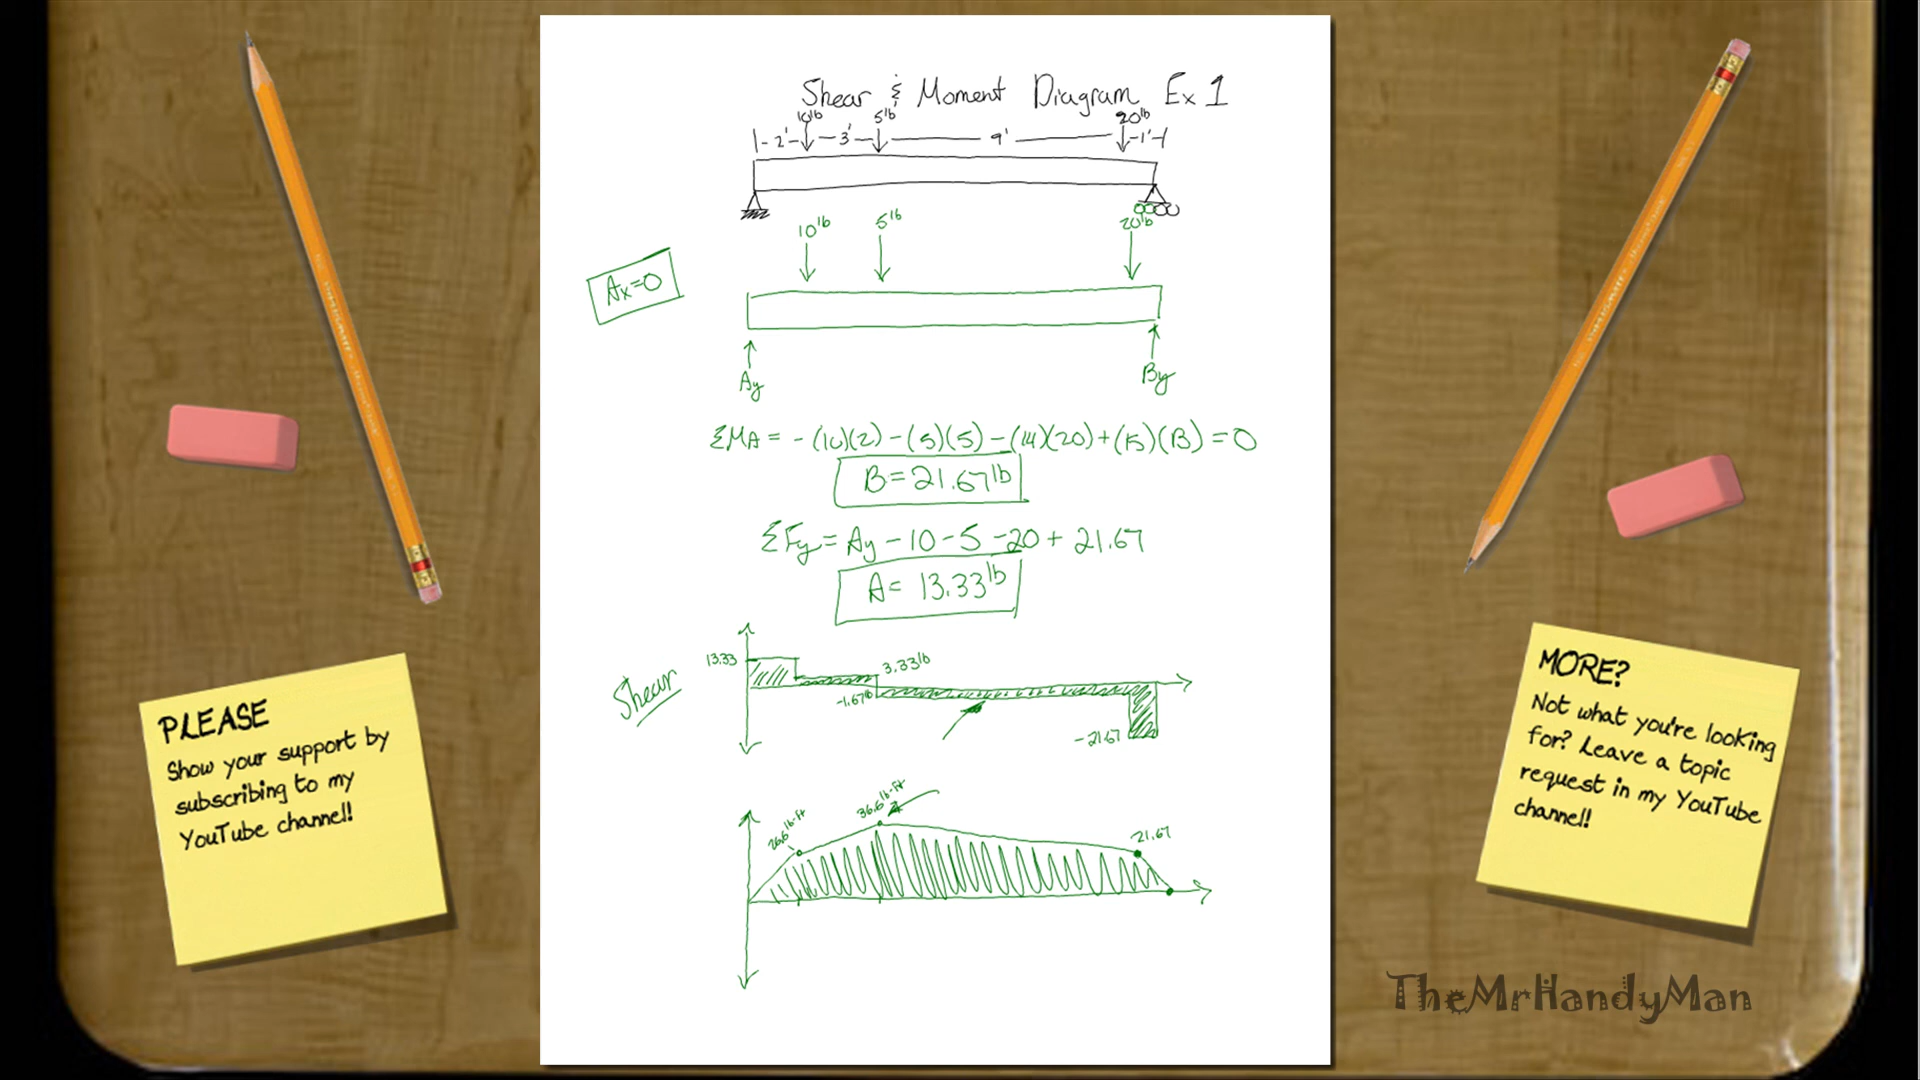 Shear & Moment Diagram Ex 1
10lb 5lb 20lb
2' 3' 9' 1'
10lb 5lb 20lb
Ax=0
Ay By
ΣMA = -(10)(2) - (5)(5) - (14)(20) + (15)(B) = 0
B = 21.67lb
ΣFy = Ay - 10 - 5 - 20 + 21.67
A = 13.33lb
Shear
13.33
3.33lb
-1.67lb
-21.67
26.6lb-ft
36.6lb-ft
21.67
PLEASE
Show your support by
subscribing to my
YouTube channel!
MORE?
Not what you're looking
for? Leave a topic
request in my YouTube
channel!
TheMrHandyMan